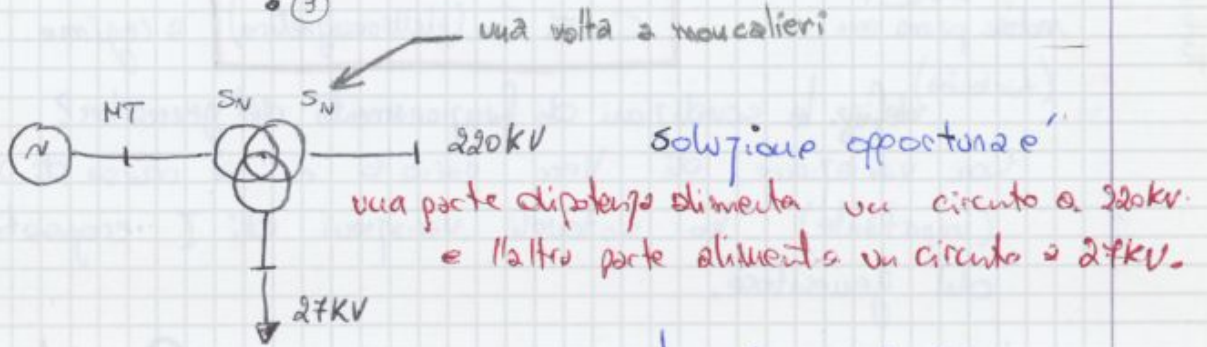 3
una volta a moncalieri
MT SN SN
N 220KV soluzione opportuna e'
una parte di potenza alimenta un circuito a 220kV.
e l'altra parte alimenta un circuito a 27KV.
27KV